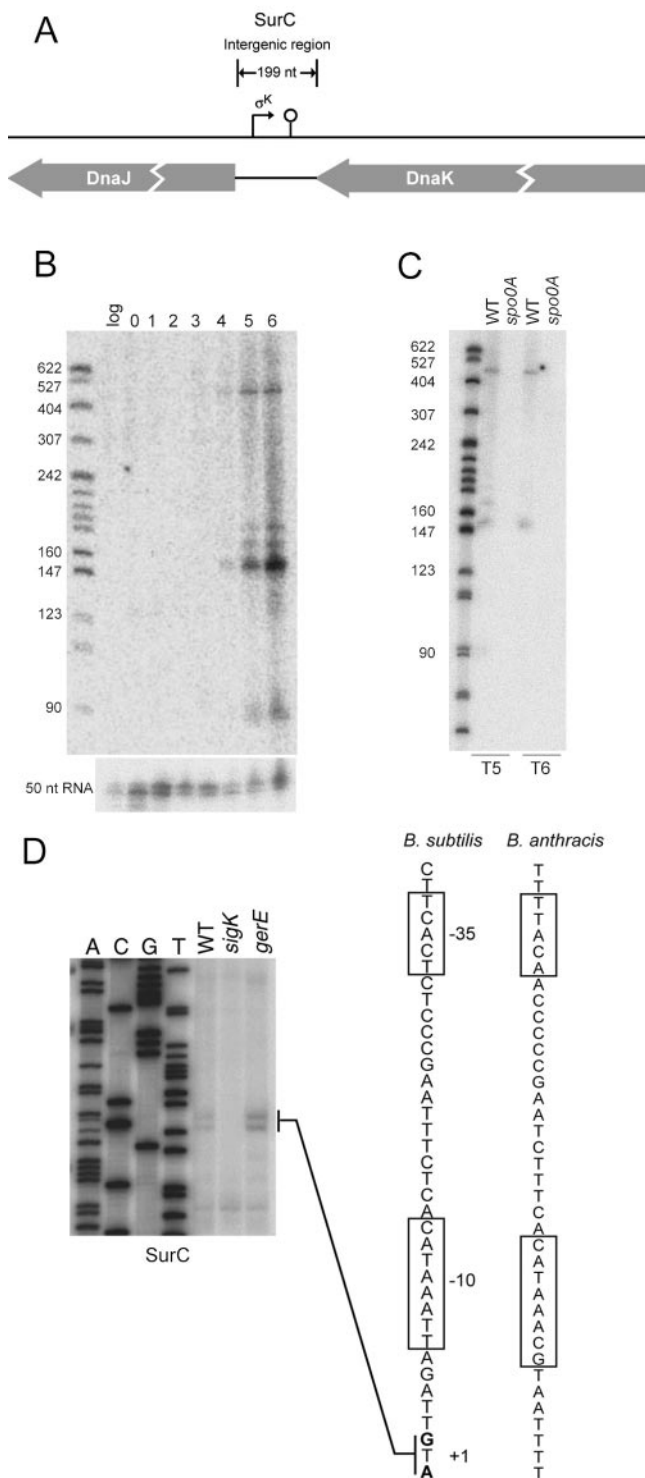 A
SurC
Intergenic region
199 nt
σK
DnaJ
DnaK
B
log 0 1 2 3 4 5 6
622
527
404
307
242
160
147
123
90
50 nt RNA
C
WT spo0A WT spo0A
622
527
404
307
242
160
147
123
90
T5 T6
D
A C G T WT sigK gerE
SurC
B. subtilis
CTTCACTCTCCCGAATTTCTCACATAAATTAGATTGTA
-35
-10
+1
B. anthracis
TTTTACAACCCCCGAATCTTTCACATAAACGTAATTTT